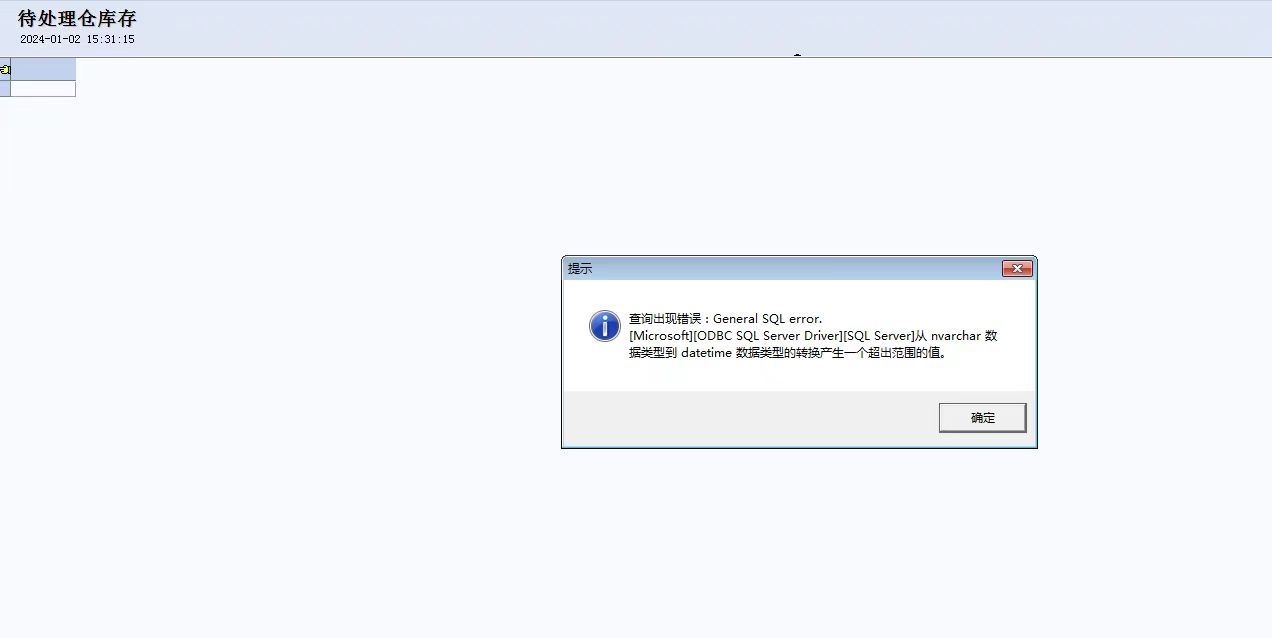 待处理仓库存
2024-01-02 15:31:15
提示
查询出现错误：General SQL error.
[Microsoft][ODBC SQL Server Driver][SQL Server]从 nvarchar 数
据类型到 datetime 数据类型的转换产生一个超出范围的值。
确定